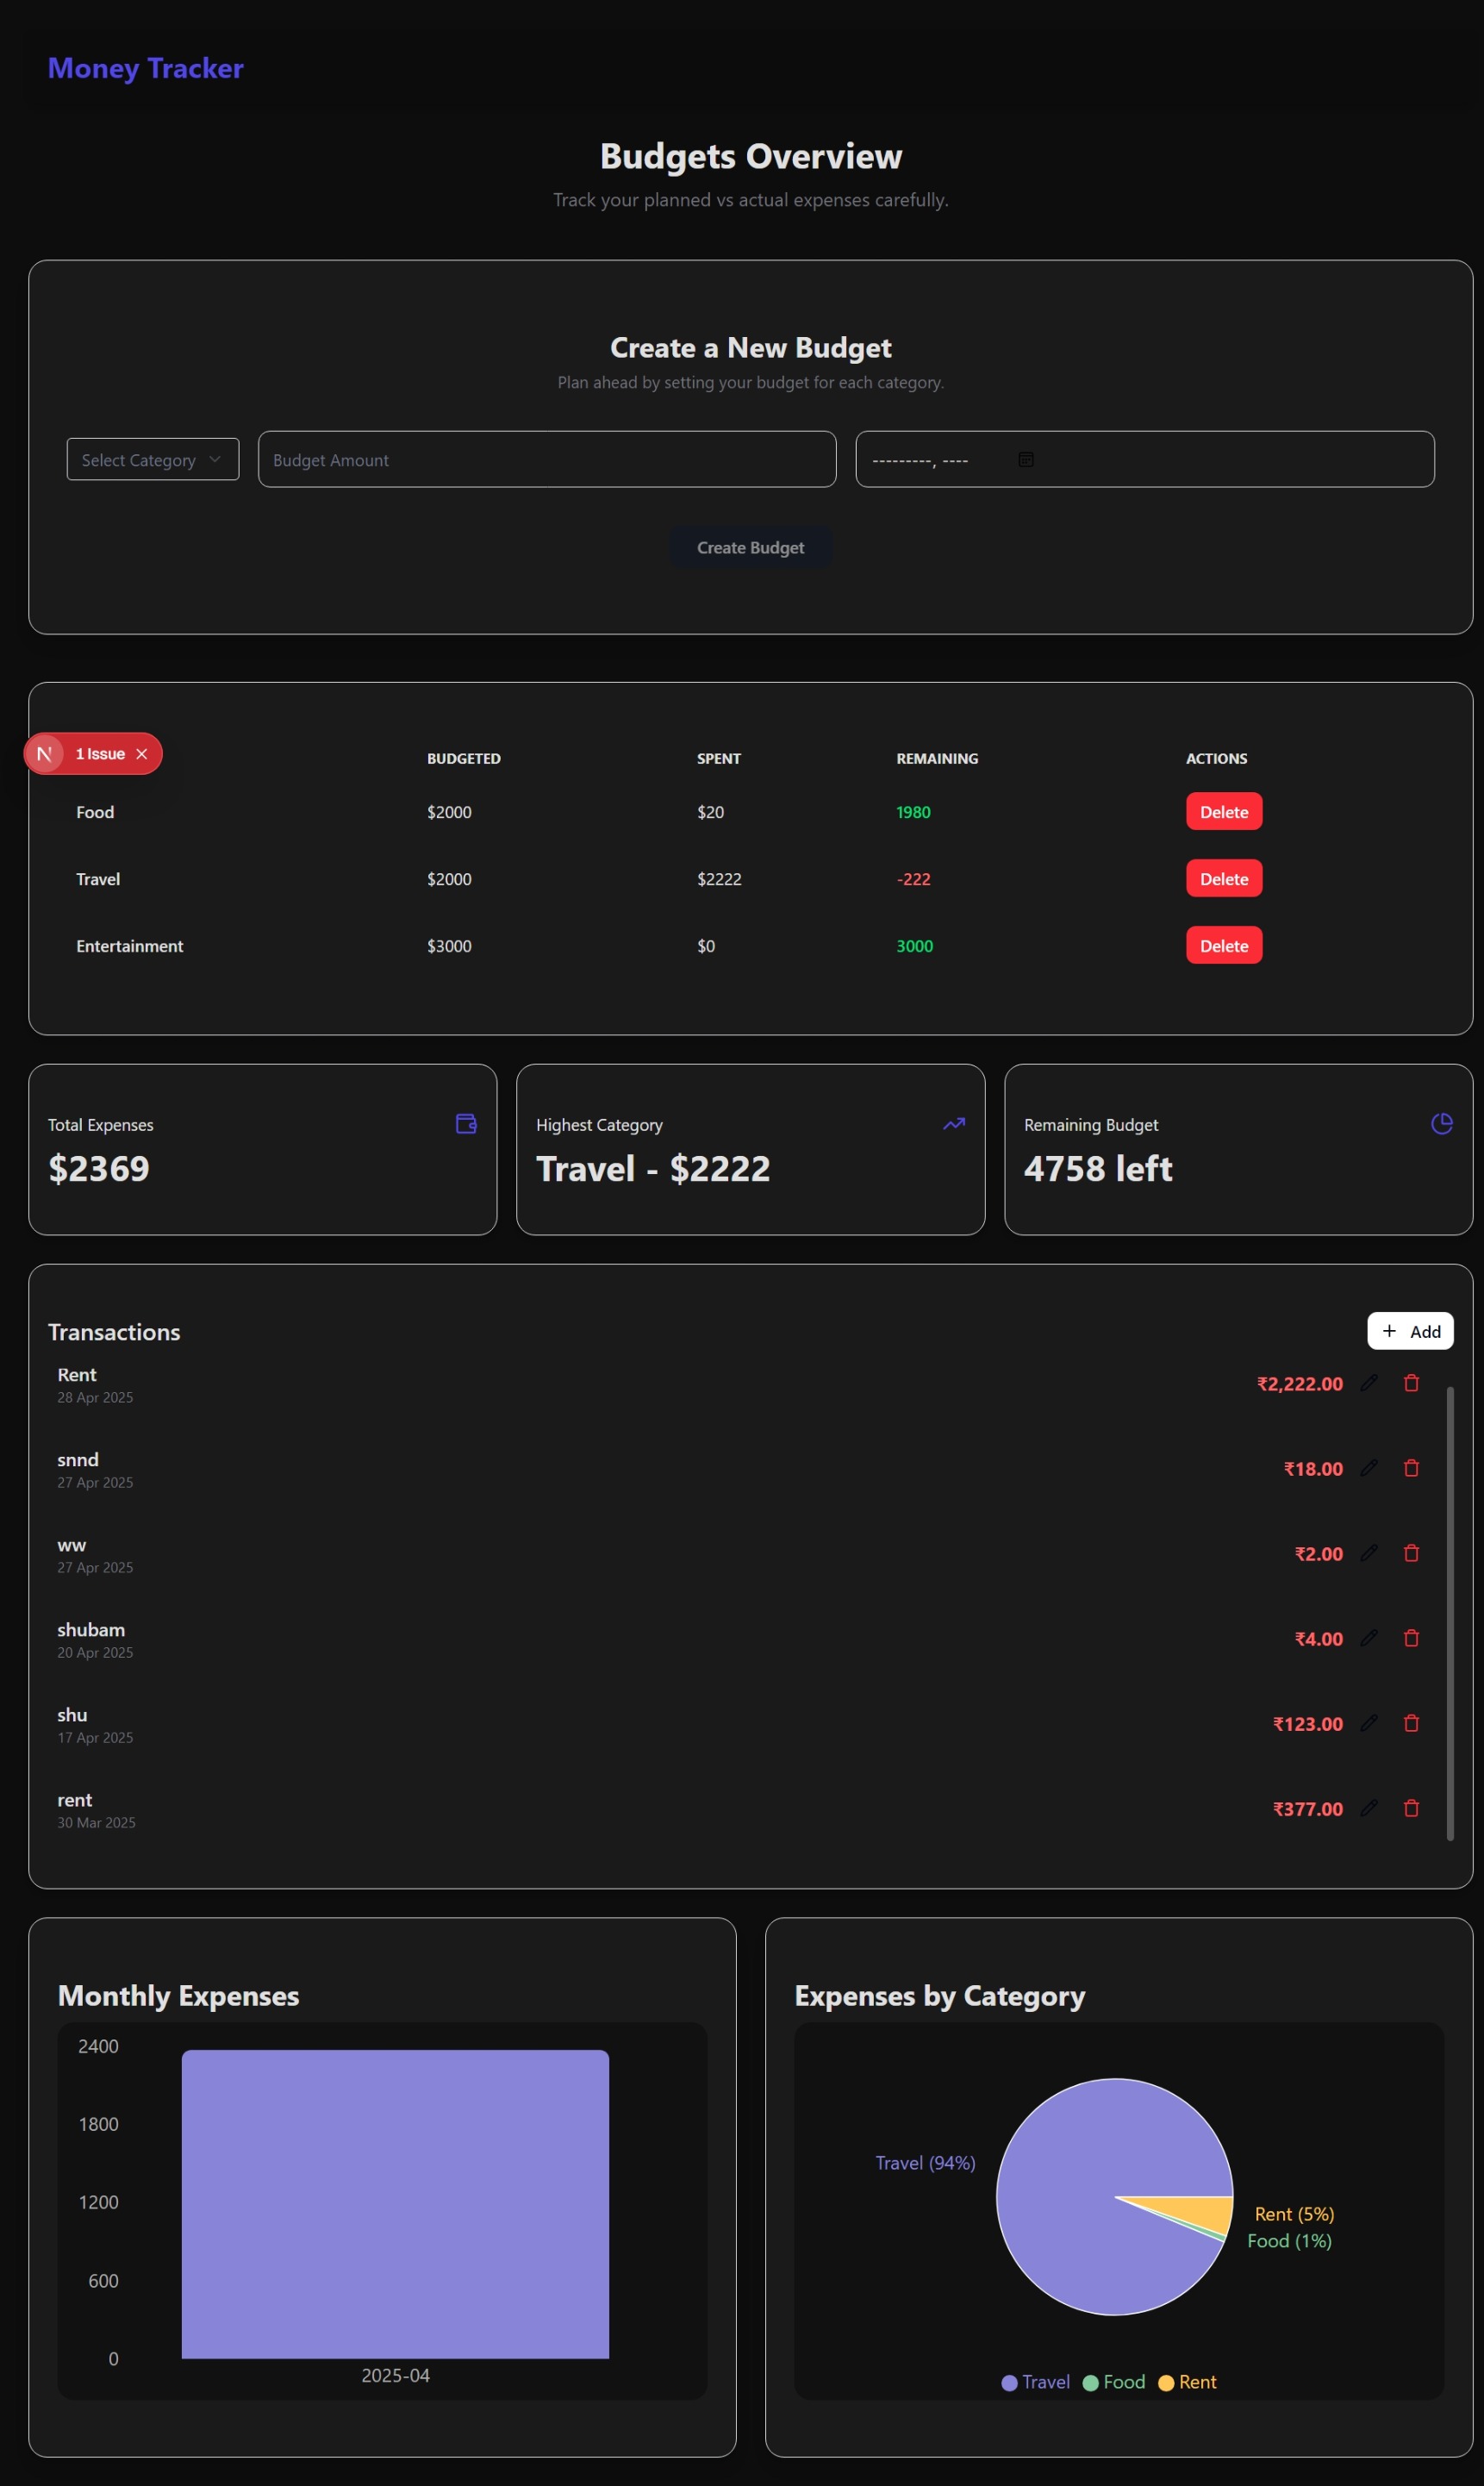 Money Tracker
Budgets Overview
Track your planned vs actual expenses carefully.
Create a New Budget
Plan ahead by setting your budget for each category.
Select Category Budget Amount ---------, ----
Create Budget
1 Issue BUDGETED SPENT REMAINING ACTIONS
Food $2000 $20 1980 Delete
Travel $2000 $2222 -222 Delete
Entertainment $3000 $0 3000 Delete
Total Expenses
$2369
Highest Category
Travel - $2222
Remaining Budget
4758 left
Transactions + Add
Rent ₹2,222.00
28 Apr 2025
snnd ₹18.00
27 Apr 2025
ww ₹2.00
27 Apr 2025
shubam ₹4.00
20 Apr 2025
shu ₹123.00
17 Apr 2025
rent ₹377.00
30 Mar 2025
Monthly Expenses
2400
1800
1200
600
0
2025-04
Expenses by Category
Travel (94%)
Rent (5%)
Food (1%)
Travel Food Rent